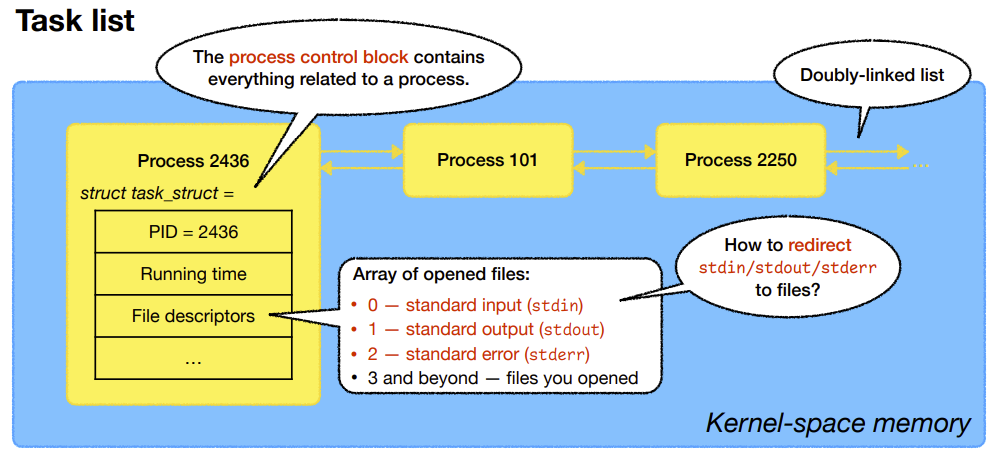 Task list
The process control block contains
everything related to a process.
Doubly-linked list
Process 2436
Process 101
Process 2250
...
struct task_struct =
PID = 2436
Running time
File descriptors
...
Array of opened files:
• 0 — standard input (stdin)
• 1 — standard output (stdout)
• 2 — standard error (stderr)
• 3 and beyond — files you opened
How to redirect
stdin/stdout/stderr
to files?
Kernel-space memory